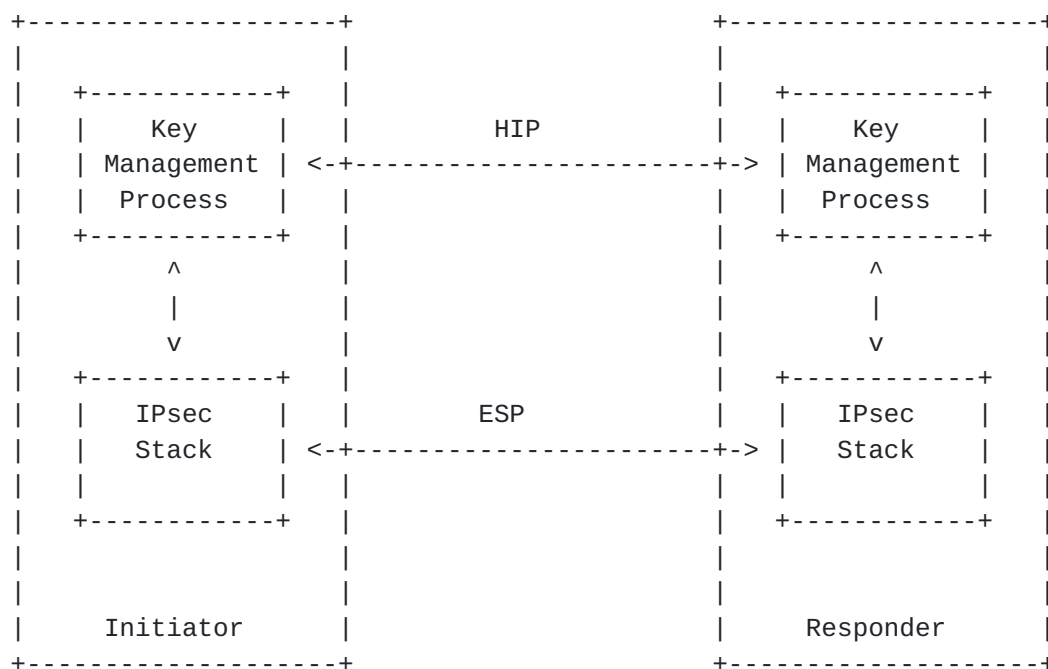 Key HIP Key
Management Management
Process Process
IPsec ESP IPsec
Stack Stack
Initiator Responder